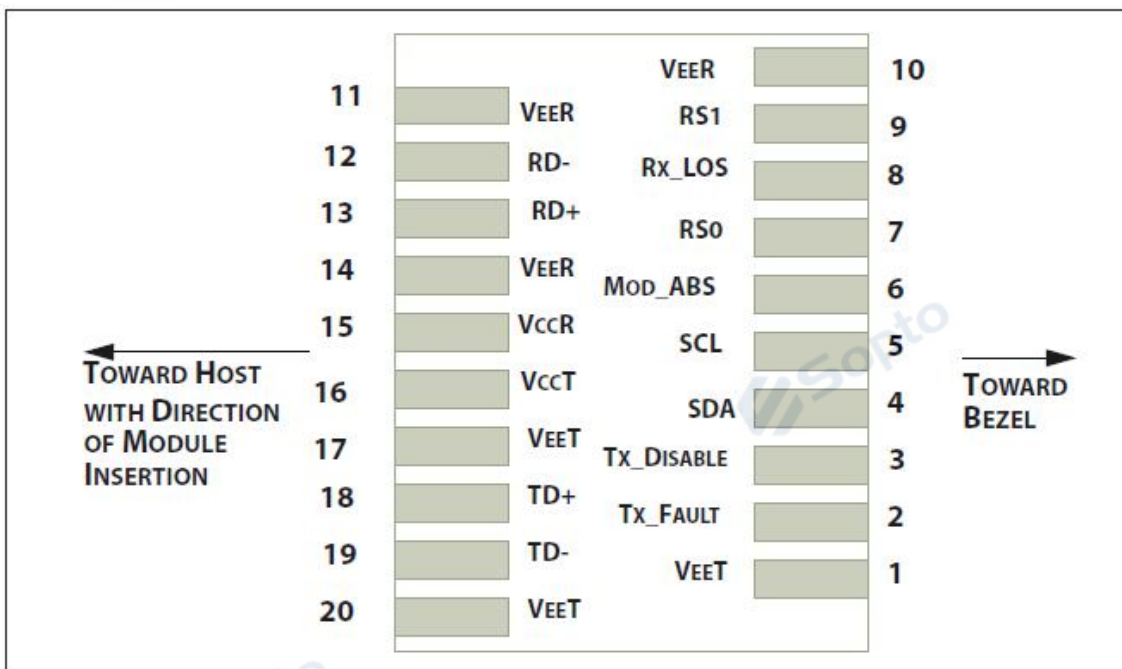 VEER 10
11 VEER
RS1 9
12 RD-
RX_LOS 8
13 RD+
RS0 7
14 VEER
MOD_ABS 6
15 VCCR
SCL 5
16 VCCT
SDA 4
17 VEET
TX_DISABLE 3
18 TD+
TX_FAULT 2
19 TD-
VEET 1
20 VEET
TOWARD HOST
WITH DIRECTION
OF MODULE
INSERTION
TOWARD
BEZEL
Sopto